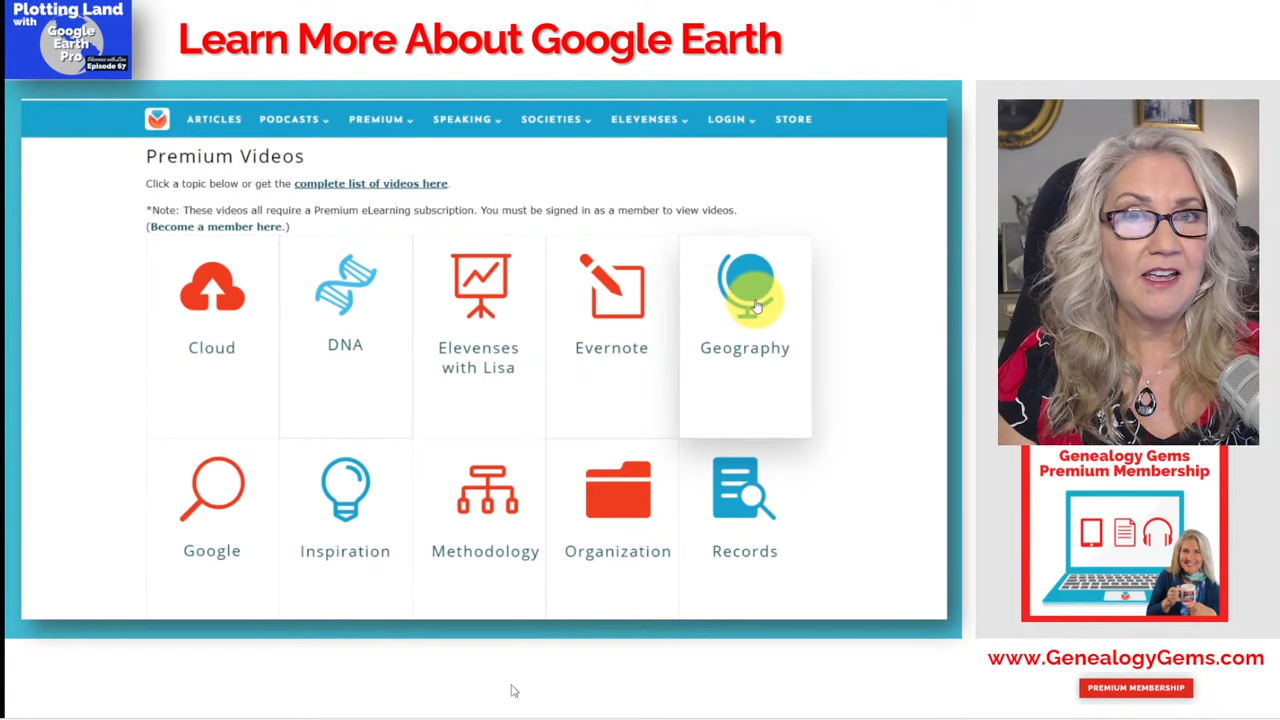 Plotting Land
with
Google
Earth
Pro
Elevenses with Lisa
Episode 67
Learn More About Google Earth
ARTICLES PODCASTS PREMIUM SPEAKING SOCIETIES ELEVENSES LOGIN STORE
Premium Videos
Click a topic below or get the complete list of videos here.
*Note: These videos all require a Premium eLearning subscription. You must be signed in as a member to view videos.
(Become a member here.)
Cloud
DNA
Elevenses
with Lisa
Evernote
Geography
Google
Inspiration
Methodology
Organization
Records
Genealogy Gems
Premium Membership
www.GenealogyGems.com
PREMIUM MEMBERSHIP